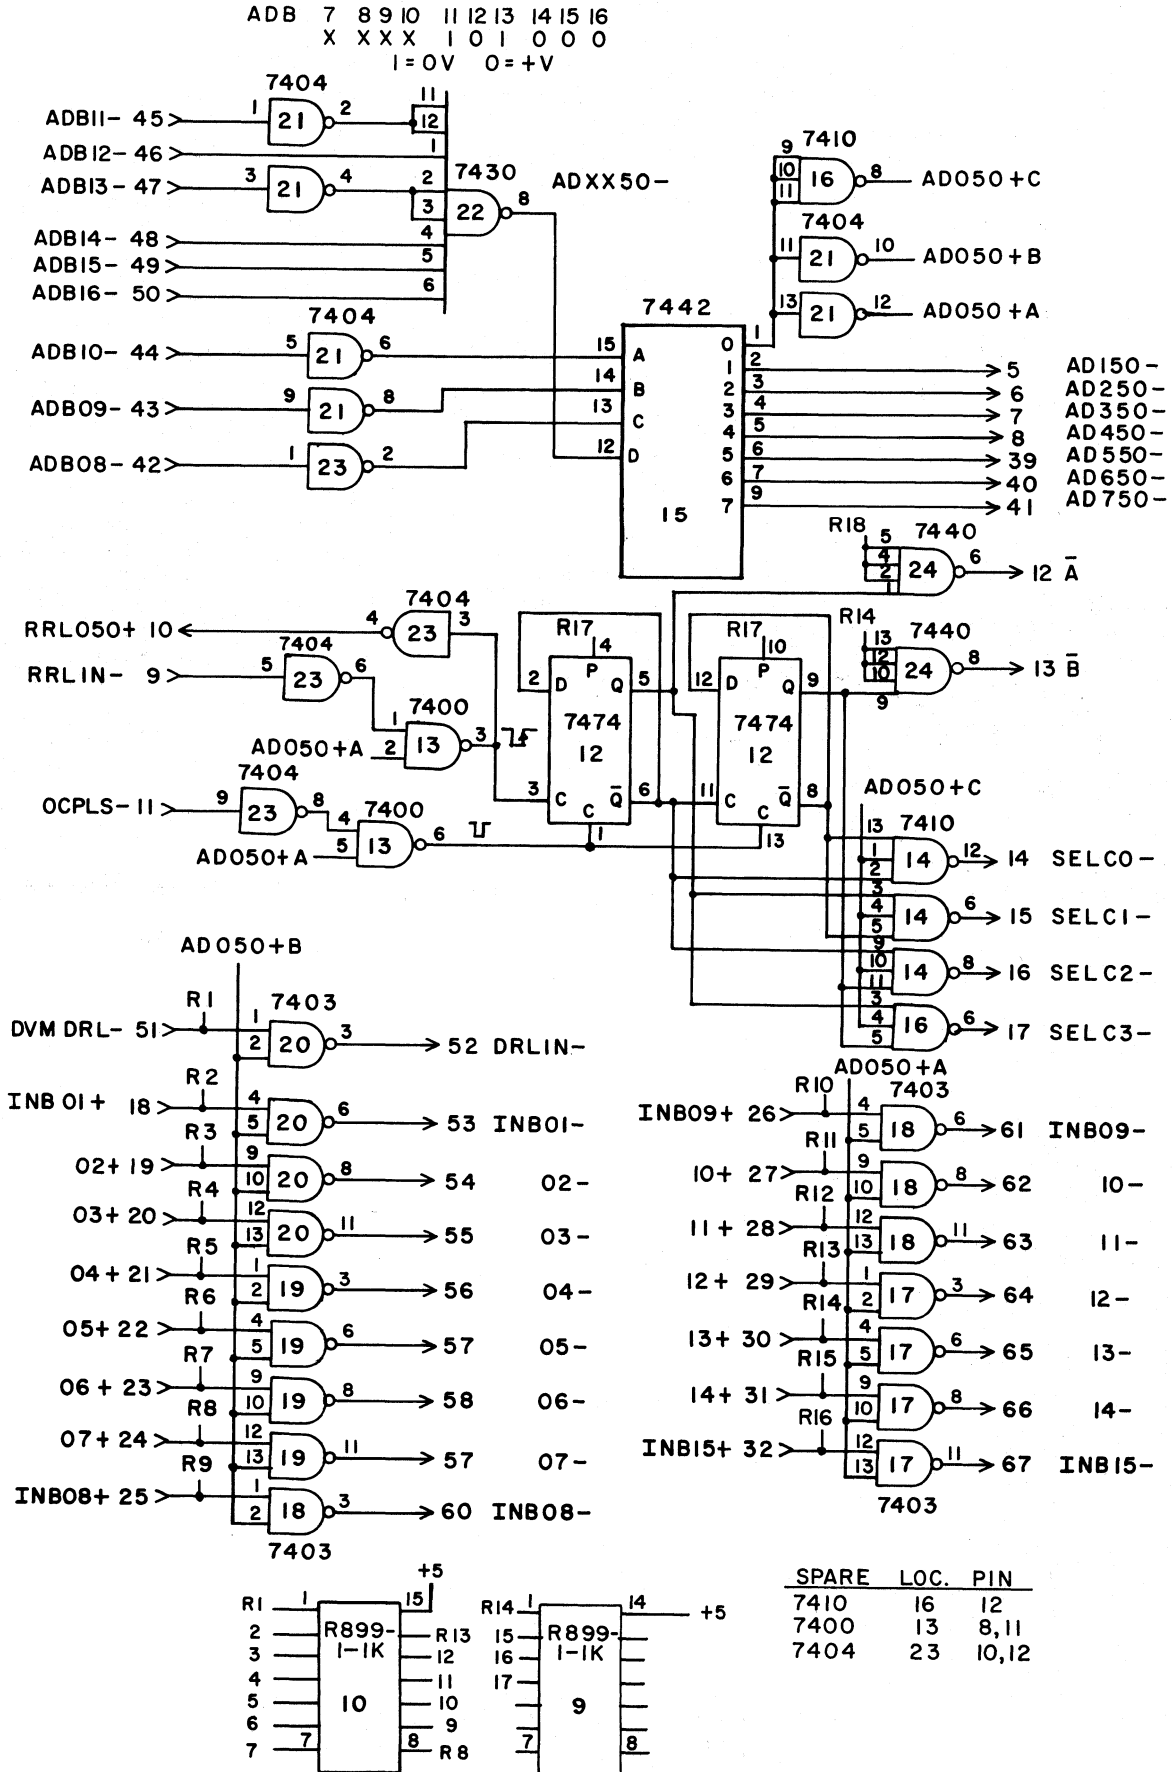 ADB 7 8 9 10 11 12 13 14 15 16
X X X X 1 0 1 0 0 0
1=0V 0=+V
7404
ADB11- 45 1 21 2 11
12
ADB12- 46 1
ADB13- 47 3 21 4 2
3
7430
22 8 ADXX50-
ADB14- 48 4
ADB15- 49 5
ADB16- 50 6
7410
9
10 16 8 AD050+C
11
7404
11 21 10 AD050+B
13 21 12 AD050+A
7404
ADB10- 44 5 21 6 15 A
ADB09- 43 9 21 8 14 B
13 C
ADB08- 42 1 23 2 12 D
7442
15
0 1
1 2 5 AD150-
2 3 6 AD250-
3 4 7 AD350-
4 5 8 AD450-
5 6 39 AD550-
6 7 40 AD650-
7 9 41 AD750-
R18 7440
5
4
2
1 24 6 12 A̅
R14 7440
13
12
10
9 24 8 13 B̅
7404
RRL050+ 10 4 23 3
7404
RRLIN- 9 5 23 6
7400
1
AD050+A 2 13 3
7404
OCPLS- 11 9 23 8
7400
4
AD050+A 5 13 6
R17 4
P
2 D Q 5
7474
12
3 C Q̅ 6
C
1
R17 10
P
12 D Q 9
7474
12
11 C Q̅ 8
C
13
AD050+C
7410
13
1
2 14 12 14 SELC0-
3
4
5 14 6 15 SELC1-
9
10
11 14 8 16 SELC2-
3
4
5 16 6 17 SELC3-
AD050+B
R1 7403
DVM DRL- 51 1
2 20 3 52 DRLIN-
R2
INB 01+ 18 4
5 20 6 53 INB01-
R3
02+ 19 9
10 20 8 54 02-
R4
03+ 20 12
13 20 11 55 03-
R5
04+ 21 1
2 19 3 56 04-
R6
05+ 22 4
5 19 6 57 05-
R7
06+ 23 9
10 19 8 58 06-
R8
07+ 24 12
13 19 11 57 07-
R9
INB08+ 25 1
2 18 3 60 INB08-
7403
AD050+A
R10 7403
INB09+ 26 4
5 18 6 61 INB09-
R11
10+ 27 9
10 18 8 62 10-
R12
11+ 28 12
13 18 11 63 11-
R13
12+ 29 1
2 17 3 64 12-
R14
13+ 30 4
5 17 6 65 13-
R15
14+ 31 9
10 17 8 66 14-
R16
INB15+ 32 12
13 17 11 67 INB15-
7403
+5
R1 1 15
2 R899- R13
3 1-1K 12
4 11
5 10 10
6 9
7 7 8 R8
R14 1 14 +5
15 R899-
16 1-1K
17
9
7 8
SPARE LOC. PIN
7410 16 12
7400 13 8,11
7404 23 10,12